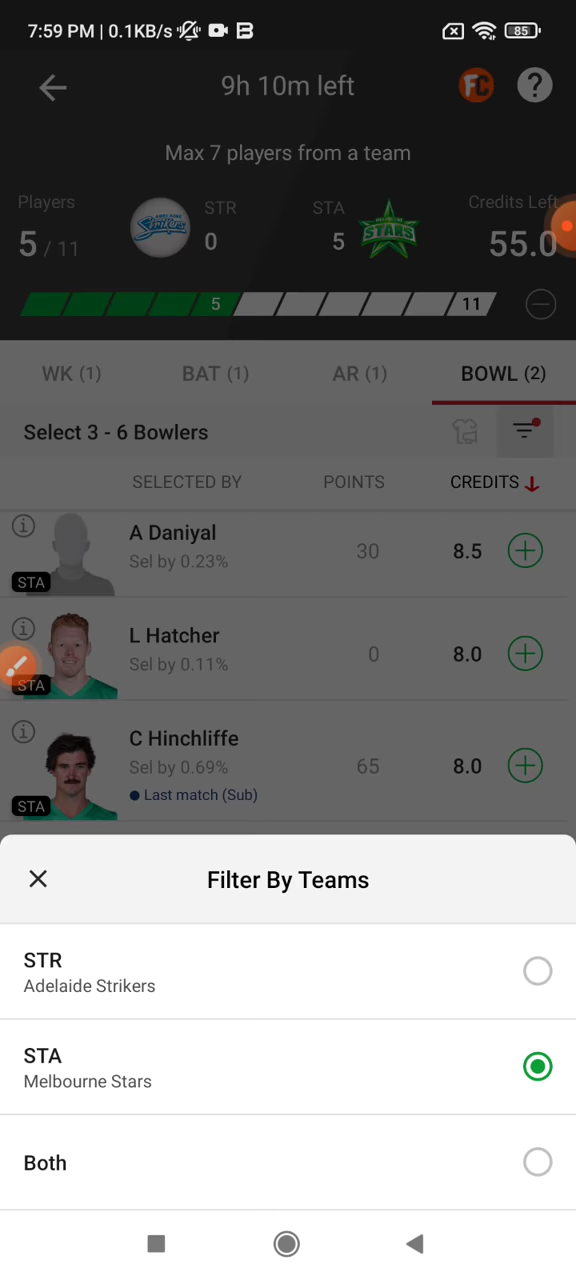 7:59 PM | 0.1KB/s
85
9h 10m left
FC
?
Max 7 players from a team
Players
STR
STA
Credits Left
5 / 11
0
5
55.0
ADELAIDE
Strikers
STARS
5
11
WK (1)
BAT (1)
AR (1)
BOWL (2)
Select 3 - 6 Bowlers
SELECTED BY
POINTS
CREDITS
A Daniyal
Sel by 0.23%
30
8.5
STA
L Hatcher
Sel by 0.11%
0
8.0
STA
C Hinchliffe
Sel by 0.69%
65
8.0
Last match (Sub)
STA
Filter By Teams
STR
Adelaide Strikers
STA
Melbourne Stars
Both